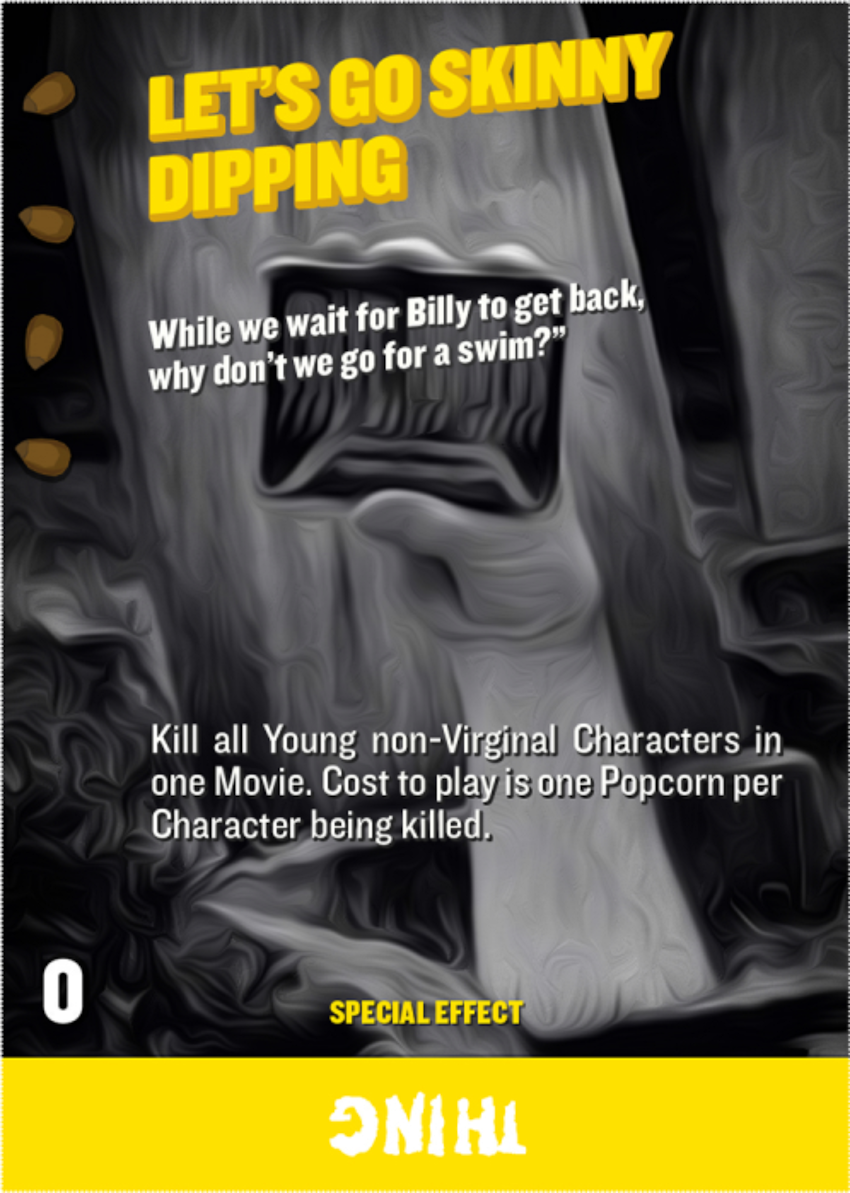 LET'S GO SKINNY
DIPPING
While we wait for Billy to get back,
why don't we go for a swim?”
Kill all Young non-Virginal Characters in
one Movie. Cost to play is one Popcorn per
Character being killed.
0
SPECIAL EFFECT
THING